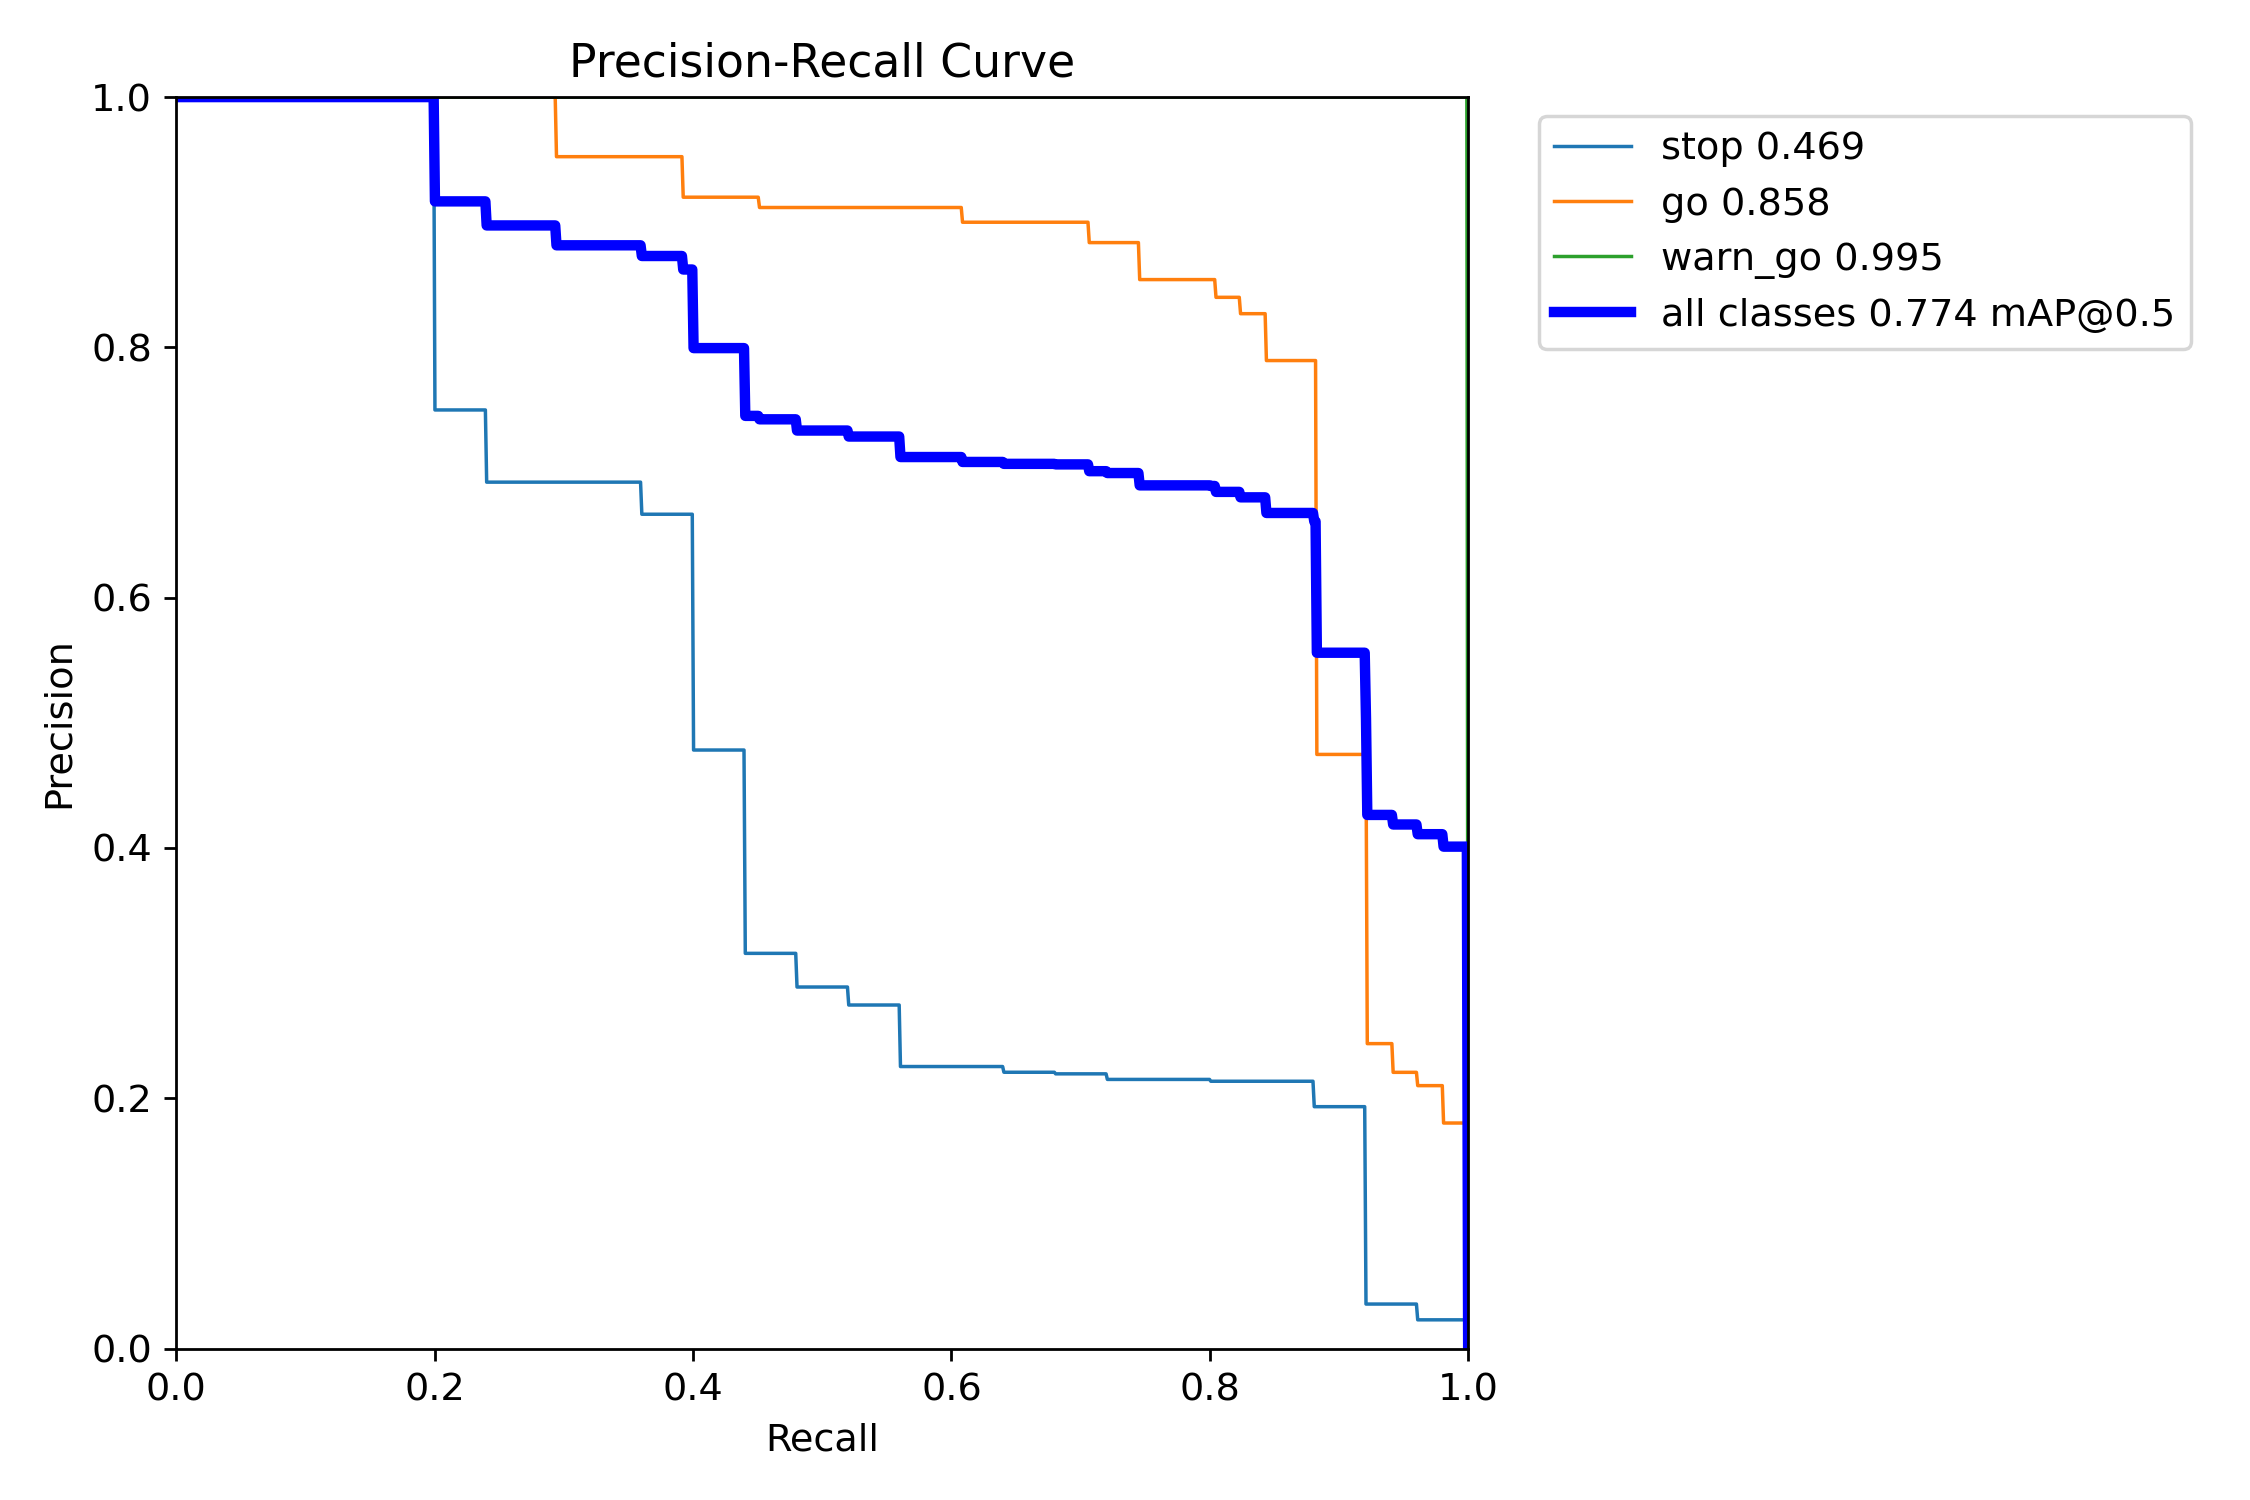 Precision-Recall Curve
1.0
0.8
0.6
0.4
0.2
0.0
Precision
0.0 0.2 0.4 0.6 0.8 1.0
Recall
stop 0.469
go 0.858
warn_go 0.995
all classes 0.774 mAP@0.5